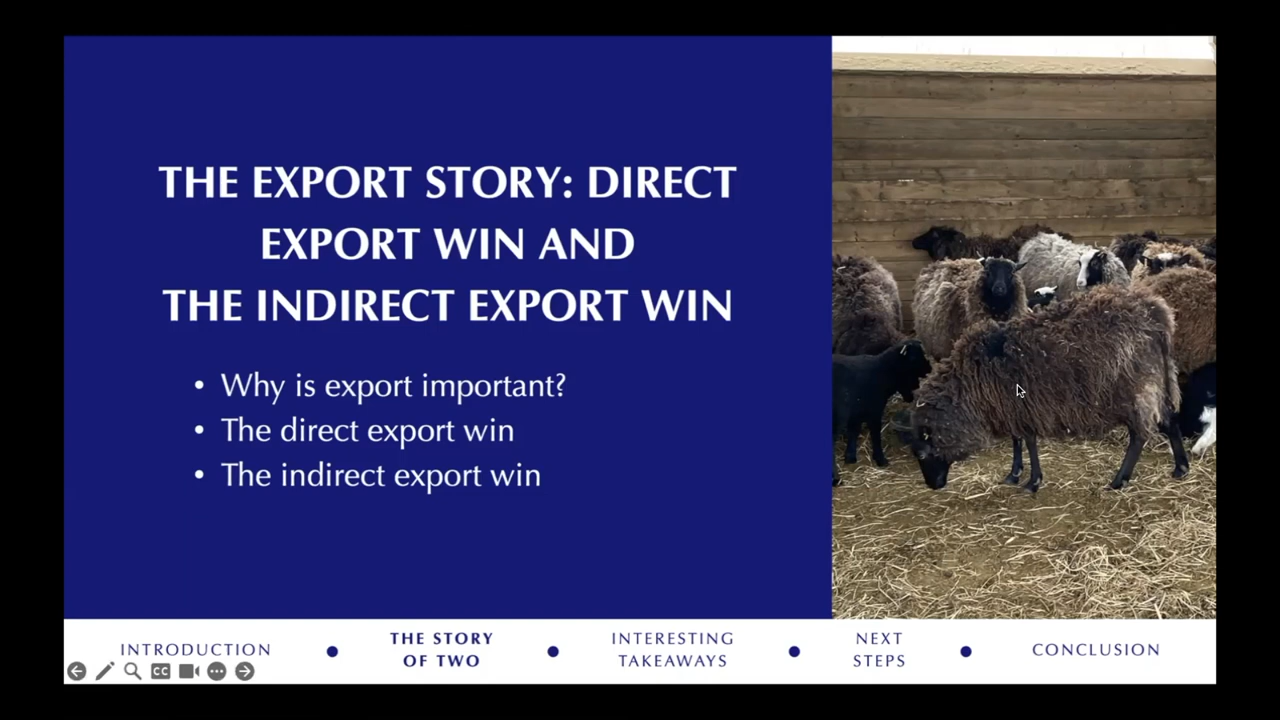 THE EXPORT STORY: DIRECT
EXPORT WIN AND
THE INDIRECT EXPORT WIN
• Why is export important?
• The direct export win
• The indirect export win
INTRODUCTION
THE STORY
OF TWO
INTERESTING
TAKEAWAYS
NEXT
STEPS
CONCLUSION
CC